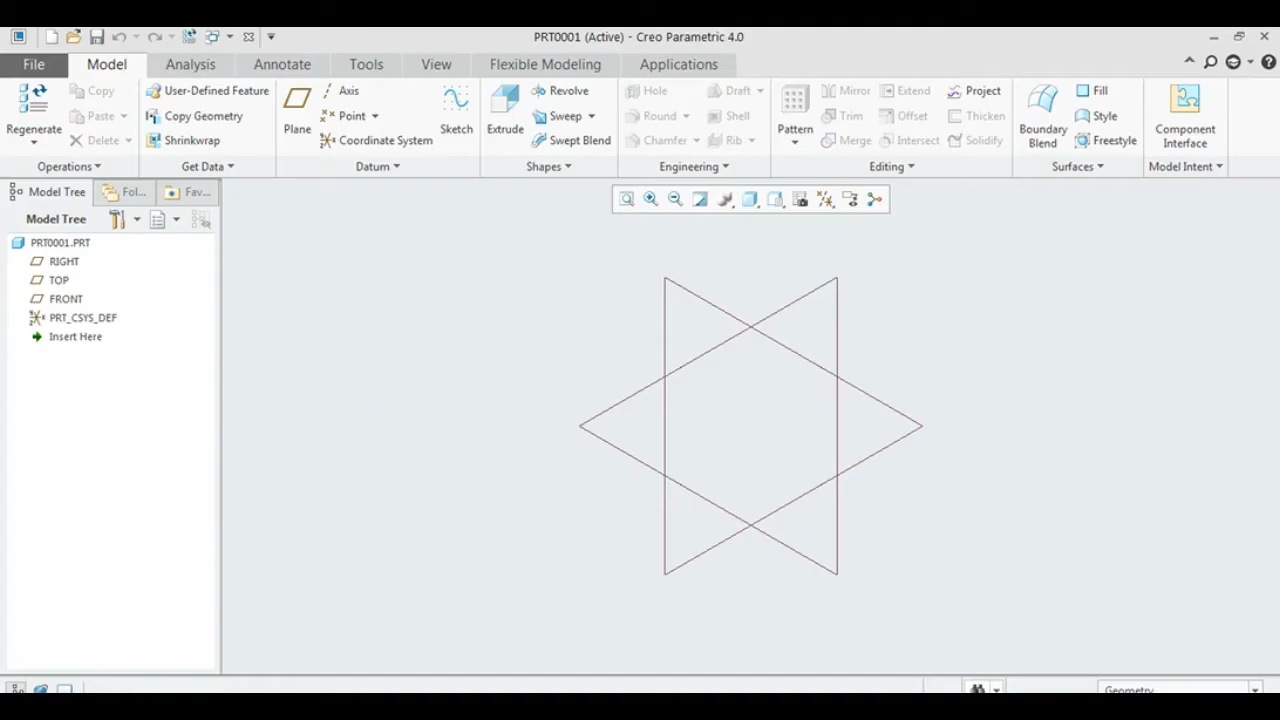 PRT0001 (Active) - Creo Parametric 4.0
File Model Analysis Annotate Tools View Flexible Modeling Applications
Regenerate
Copy
Paste
Delete
Operations
User-Defined Feature
Copy Geometry
Shrinkwrap
Get Data
Plane
Axis
Point
Coordinate System
Sketch
Datum
Extrude
Revolve
Sweep
Swept Blend
Shapes
Hole
Round
Chamfer
Draft
Shell
Rib
Engineering
Pattern
Mirror
Trim
Merge
Extend
Offset
Intersect
Project
Thicken
Solidify
Editing
Boundary
Blend
Fill
Style
Freestyle
Surfaces
Component
Interface
Model Intent
Model Tree Fol... Fav...
Model Tree
PRT0001.PRT
RIGHT
TOP
FRONT
PRT_CSYS_DEF
Insert Here
Geometry